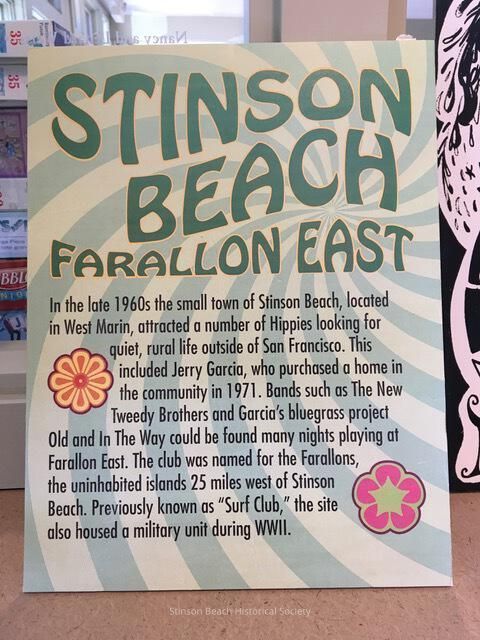 Nancy and
35
35
STINSON
BEACH
FARALLON EAST
In the late 1960s the small town of Stinson Beach, located
in West Marin, attracted a number of Hippies looking for
quiet, rural life outside of San Francisco. This
included Jerry Garcia, who purchased a home in
the community in 1971. Bands such as The New
Tweedy Brothers and Garcia's bluegrass project
Old and In The Way could be found many nights playing at
Farallon East. The club was named for the Farallons,
the uninhabited islands 25 miles west of Stinson
Beach. Previously known as “Surf Club,” the site
also housed a military unit during WWII.
Stinson Beach Historical Society